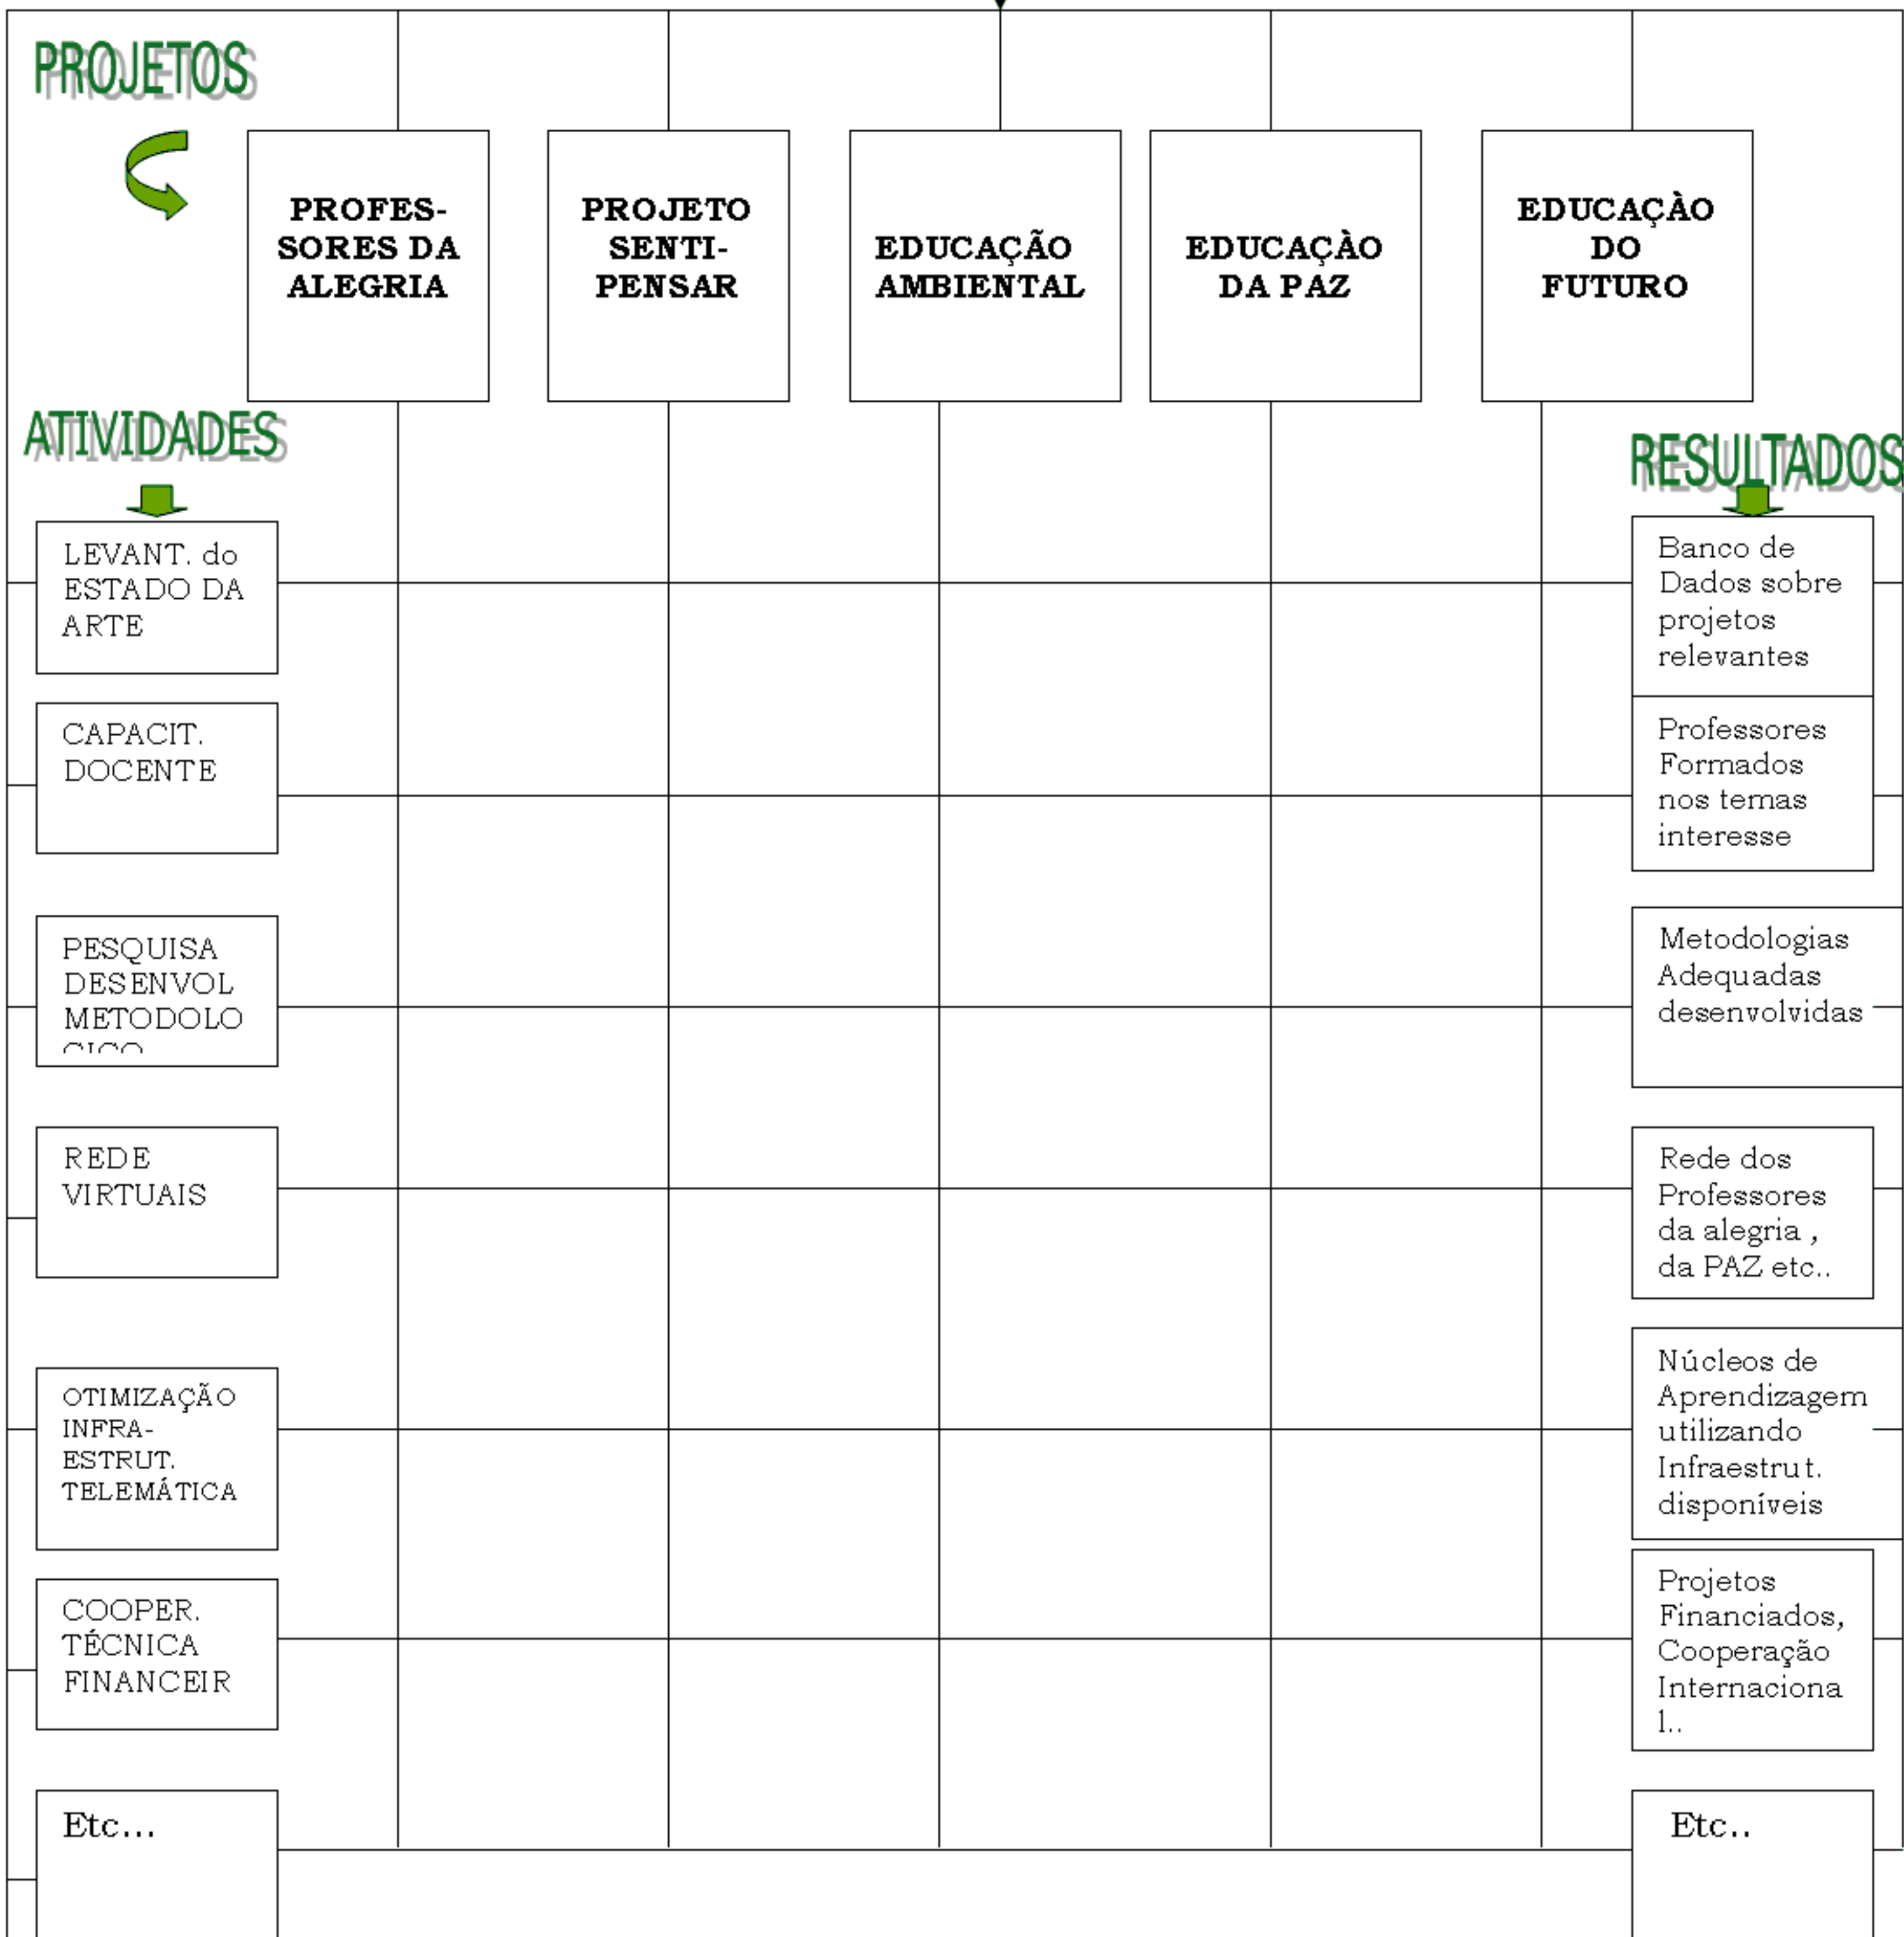 PROJETOS
PROFES-
SORES DA
ALEGRIA
PROJETO
SENTI-
PENSAR
EDUCAÇÃO
AMBIENTAL
EDUCAÇÀO
DA PAZ
EDUCAÇÀO
DO
FUTURO
ATIVIDADES
RESULTADOS
LEVANT. do
ESTADO DA
ARTE
Banco de
Dados sobre
projetos
relevantes
CAPACIT.
DOCENTE
Professores
Formados
nos temas
interesse
PESQUISA
DESENVOL
METODOLO
Metodologias
Adequadas
desenvolvidas
REDE
VIRTUAIS
Rede dos
Professores
da alegria ,
da PAZ etc..
OTIMIZAÇÃO
INFRA-
ESTRUT.
TELEMÁTICA
Núcleos de
Aprendizagem
utilizando
Infraestrut.
disponíveis
COOPER.
TÉCNICA
FINANCEIR
Projetos
Financiados,
Cooperação
Internaciona
l..
Etc...
Etc..